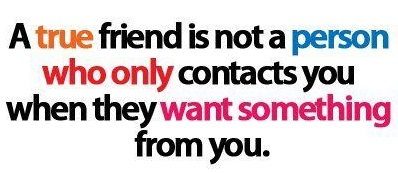 A true friend is not a person
who only contacts you
when they want something
from you.